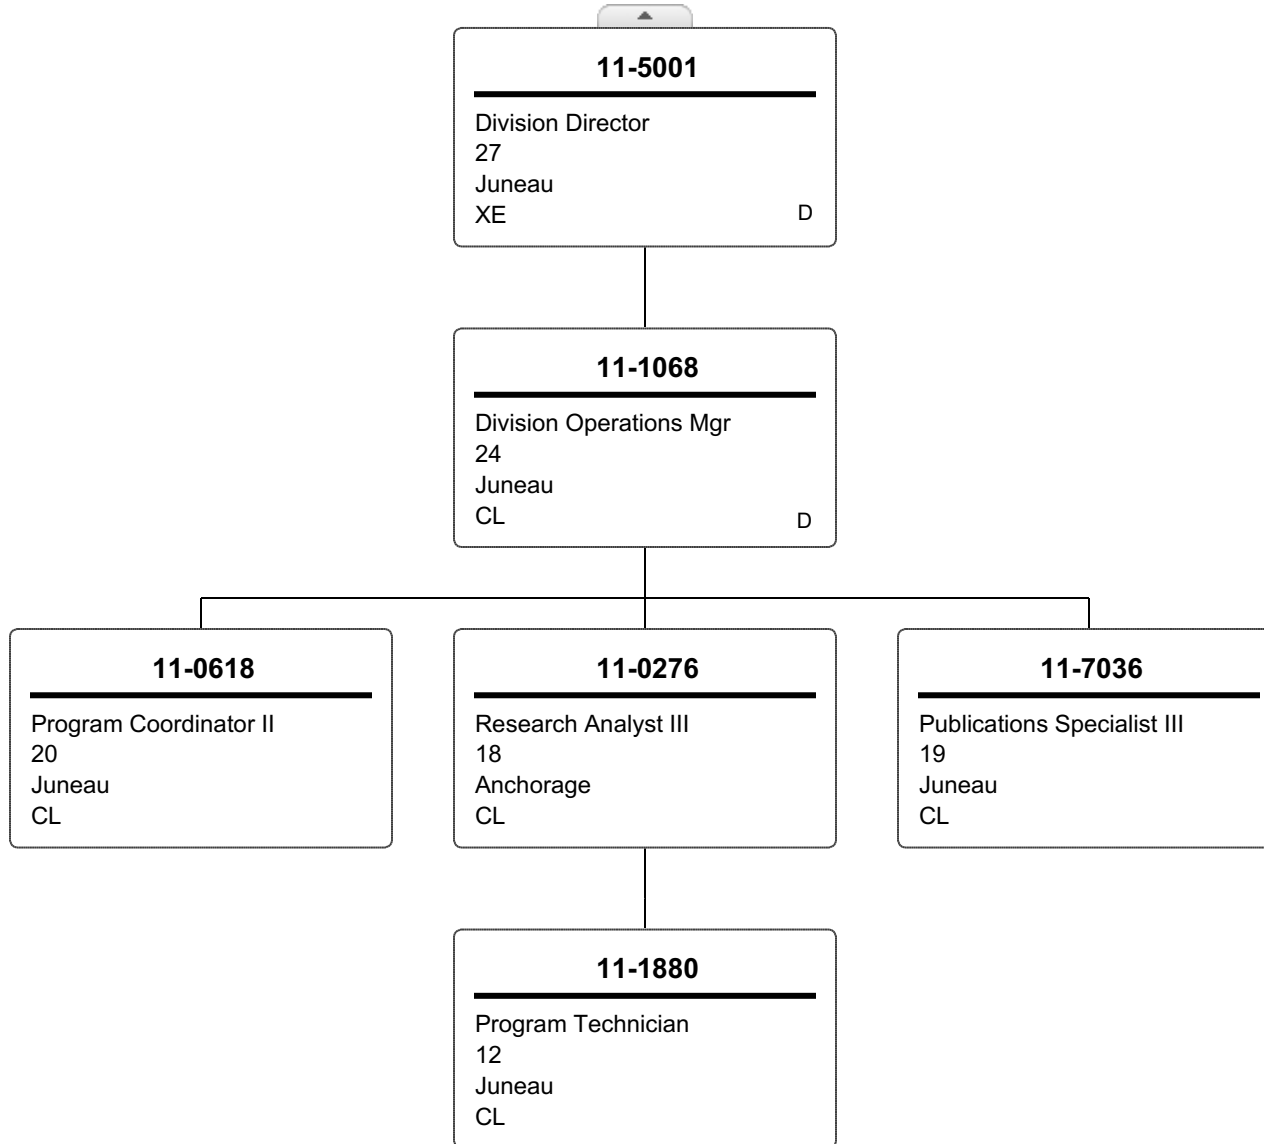 11-5001
Division Director
27
Juneau
XE
D
11-1068
Division Operations Mgr
24
Juneau
CL
D
11-0618
Program Coordinator II
20
Juneau
CL
11-0276
Research Analyst III
18
Anchorage
CL
11-7036
Publications Specialist III
19
Juneau
CL
11-1880
Program Technician
12
Juneau
CL